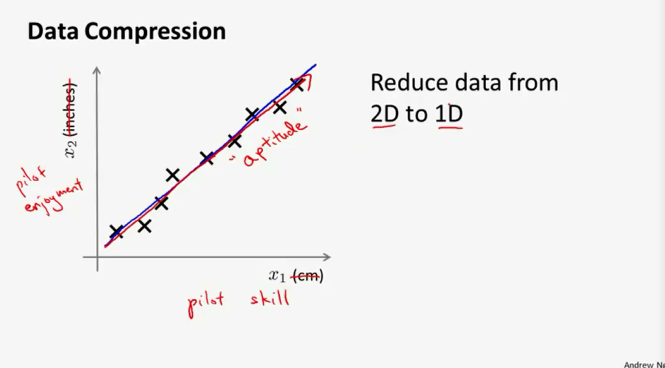 Data Compression
Reduce data from
2D to 1D
x2 (inches)
"aptitude"
pilot
enjoyment
x1 (cm)
pilot skill
Andrew N